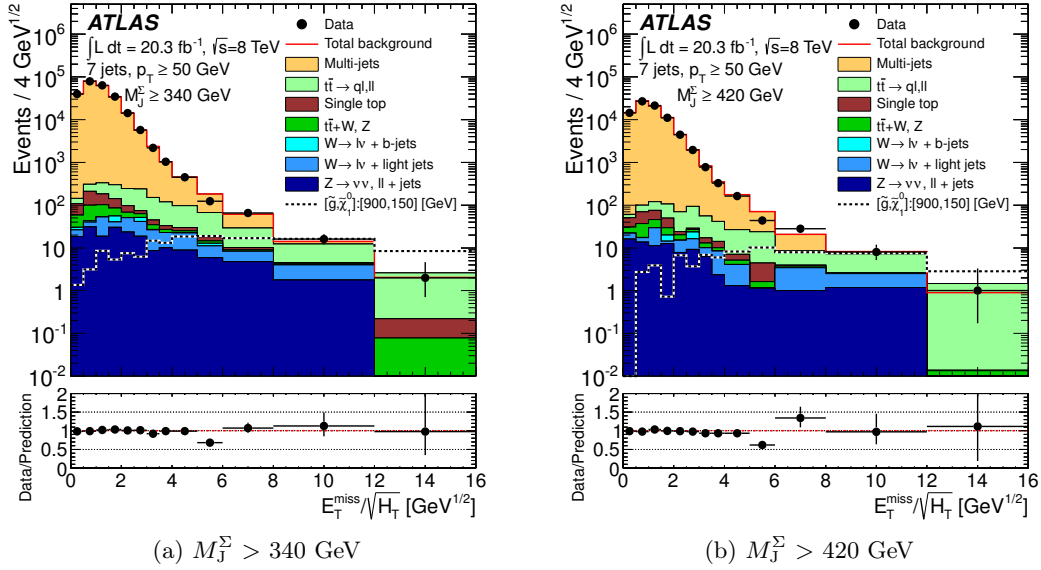 ATLAS
∫L dt = 20.3 fb⁻¹, √s=8 TeV
7 jets, p_T ≥ 50 GeV
M_J^Σ ≥ 340 GeV
Data
Total background
Multi-jets
tt̄ → ql,ll
Single top
tt̄+W, Z
W→ lν + b-jets
W→ lν + light jets
Z→ νν, ll + jets
[g̃,χ̃₁⁰]:[900,150] [GeV]
Events / 4 GeV^1/2
10⁶
10⁵
10⁴
10³
10²
10
1
10⁻¹
10⁻²
Data/Prediction
2
1.5
1
0.5
0
0 2 4 6 8 10 12 14 16
E_T^miss/√H_T [GeV^1/2]
(a) M_J^Σ > 340 GeV
ATLAS
∫L dt = 20.3 fb⁻¹, √s=8 TeV
7 jets, p_T ≥ 50 GeV
M_J^Σ ≥ 420 GeV
Data
Total background
Multi-jets
tt̄ → ql,ll
Single top
tt̄+W, Z
W→ lν + b-jets
W→ lν + light jets
Z→ νν, ll + jets
[g̃,χ̃₁⁰]:[900,150] [GeV]
Events / 4 GeV^1/2
10⁶
10⁵
10⁴
10³
10²
10
1
10⁻¹
10⁻²
Data/Prediction
2
1.5
1
0.5
0
0 2 4 6 8 10 12 14 16
E_T^miss/√H_T [GeV^1/2]
(b) M_J^Σ > 420 GeV